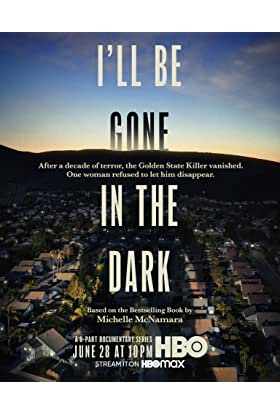 I'LL BE
GONE
After a decade of terror, the Golden State Killer vanished.
One woman refused to let him disappear.
IN THE
DARK
Based on the Bestselling Book by
Michelle McNamara
A 6-PART DOCUMENTARY SERIES
JUNE 28 AT 10PM
HBO
STREAM IT ON HBOMAX